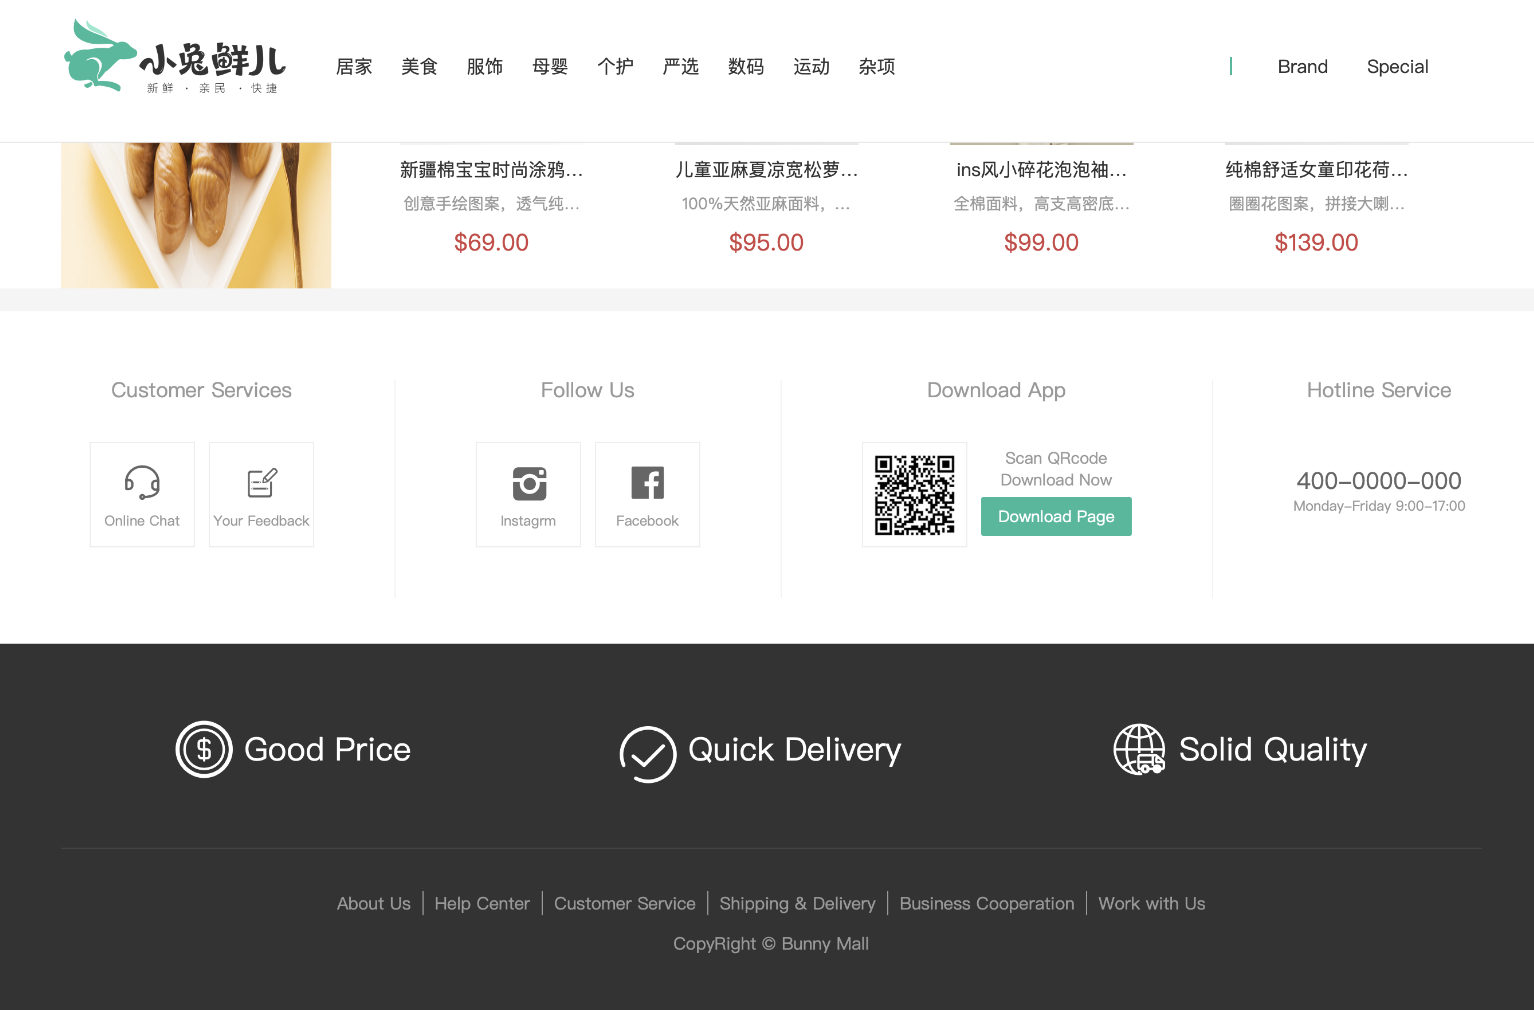 小兔鲜儿
新鲜 · 亲民 · 快捷
居家 美食 服饰 母婴 个护 严选 数码 运动 杂项
Brand Special
新疆棉宝宝时尚涂鸦...
创意手绘图案，透气纯...
$69.00
儿童亚麻夏凉宽松萝...
100%天然亚麻面料，...
$95.00
ins风小碎花泡泡袖...
全棉面料，高支高密底...
$99.00
纯棉舒适女童印花荷...
圈圈花图案，拼接大喇...
$139.00
Customer Services
Online Chat
Your Feedback
Follow Us
Instagrm
Facebook
Download App
Scan QRcode
Download Now
Download Page
Hotline Service
400-0000-000
Monday-Friday 9:00-17:00
Good Price
Quick Delivery
Solid Quality
About Us | Help Center | Customer Service | Shipping & Delivery | Business Cooperation | Work with Us
CopyRight © Bunny Mall